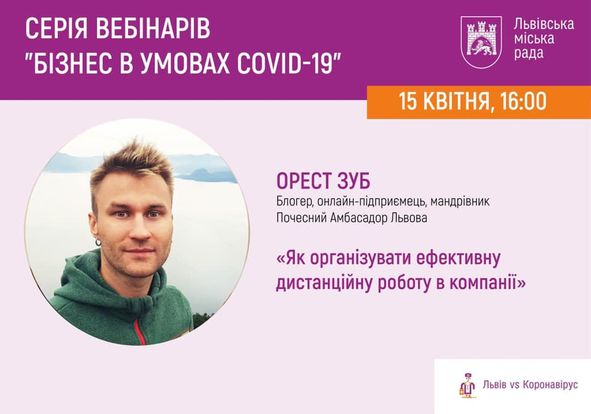 СЕРІЯ ВЕБІНАРІВ
"БІЗНЕС В УМОВАХ COVID-19"
Львівська
міська
рада
15 КВІТНЯ, 16:00
ОРЕСТ ЗУБ
Блогер, онлайн-підприємець, мандрівник
Почесний Амбасадор Львова
«Як організувати ефективну
дистанційну роботу в компанії»
Львів vs Коронавірус